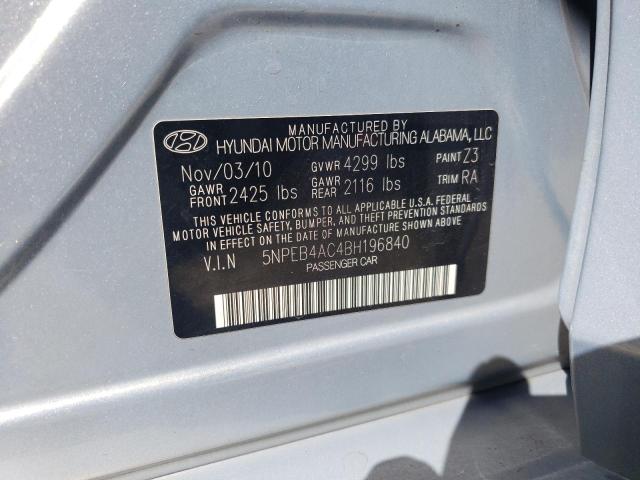 MANUFACTURED BY
HYUNDAI MOTOR MANUFACTURING ALABAMA, LLC
Nov/03/10 GVWR 4299 lbs PAINT Z3
GAWR FRONT 2425 lbs GAWR REAR 2116 lbs TRIM RA
THIS VEHICLE CONFORMS TO ALL APPLICABLE U.S.A. FEDERAL
MOTOR VEHICLE SAFETY, BUMPER, AND THEFT PREVENTION
STANDARDS IN EFFECT ON THE DATE OF MANUFACTURE SHOWN ABOVE
V.I.N 5NPEB4AC4BH196840
PASSENGER CAR